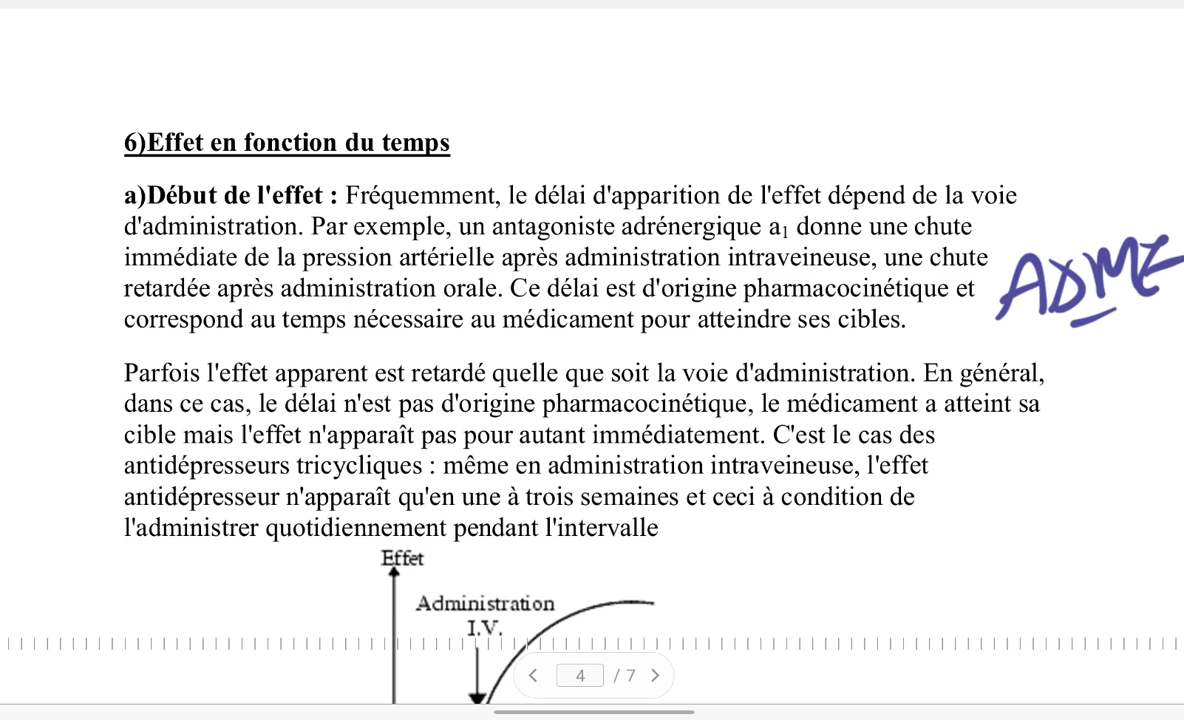 6)Effet en fonction du temps
a)Début de l'effet : Fréquemment, le délai d'apparition de l'effet dépend de la voie
d'administration. Par exemple, un antagoniste adrénergique a₁ donne une chute
immédiate de la pression artérielle après administration intraveineuse, une chute
retardée après administration orale. Ce délai est d'origine pharmacocinétique et
correspond au temps nécessaire au médicament pour atteindre ses cibles.
ADME
Parfois l'effet apparent est retardé quelle que soit la voie d'administration. En général,
dans ce cas, le délai n'est pas d'origine pharmacocinétique, le médicament a atteint sa
cible mais l'effet n'apparaît pas pour autant immédiatement. C'est le cas des
antidépresseurs tricycliques : même en administration intraveineuse, l'effet
antidépresseur n'apparaît qu'en une à trois semaines et ceci à condition de
l'administrer quotidiennement pendant l'intervalle
Effet
Administration
I.V.
4 / 7